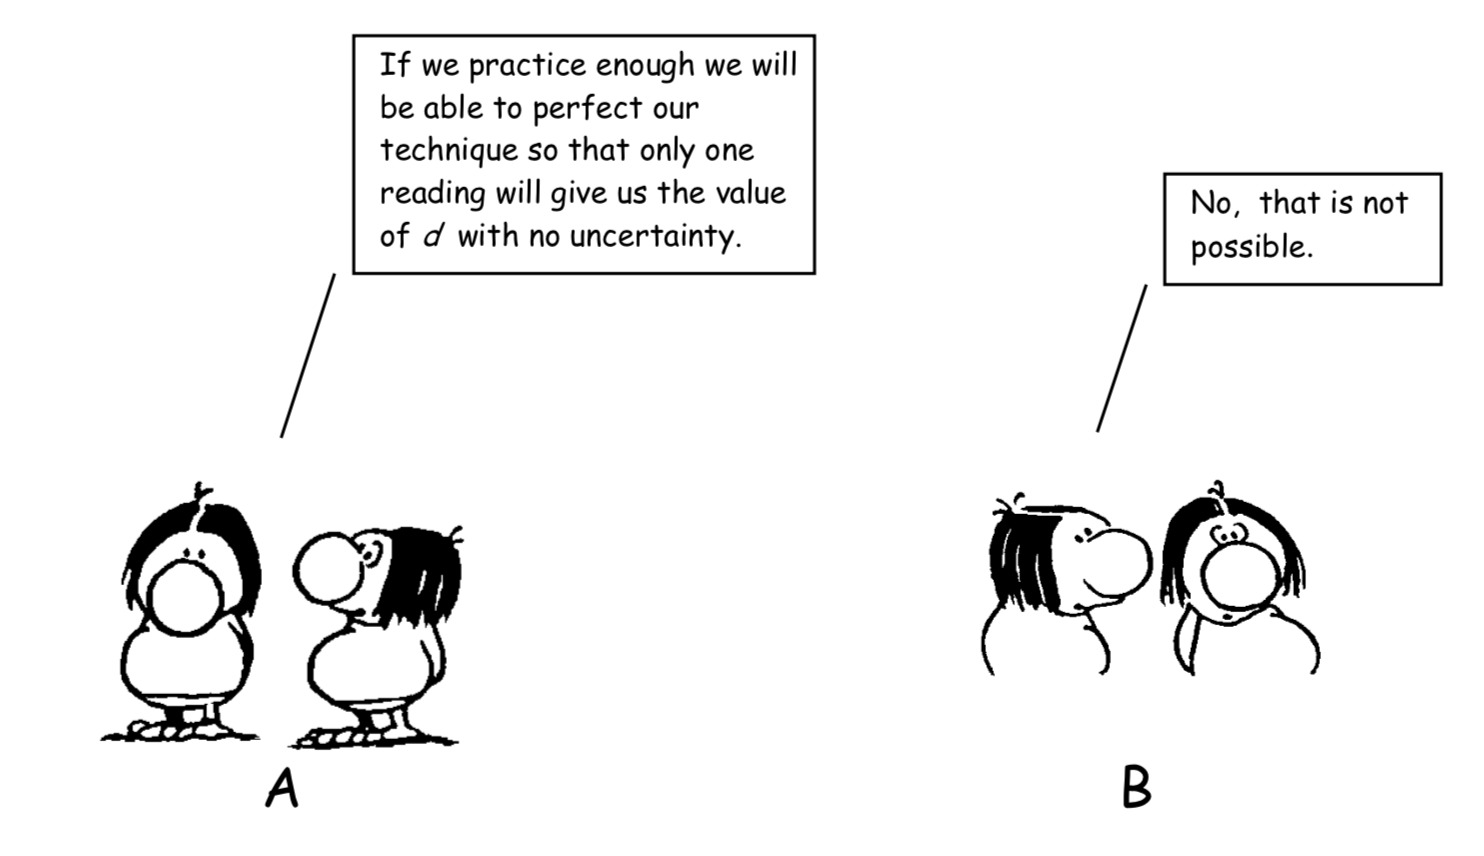 If we practice enough we will
be able to perfect our
technique so that only one
reading will give us the value
of d with no uncertainty.
No, that is not
possible.
A
B